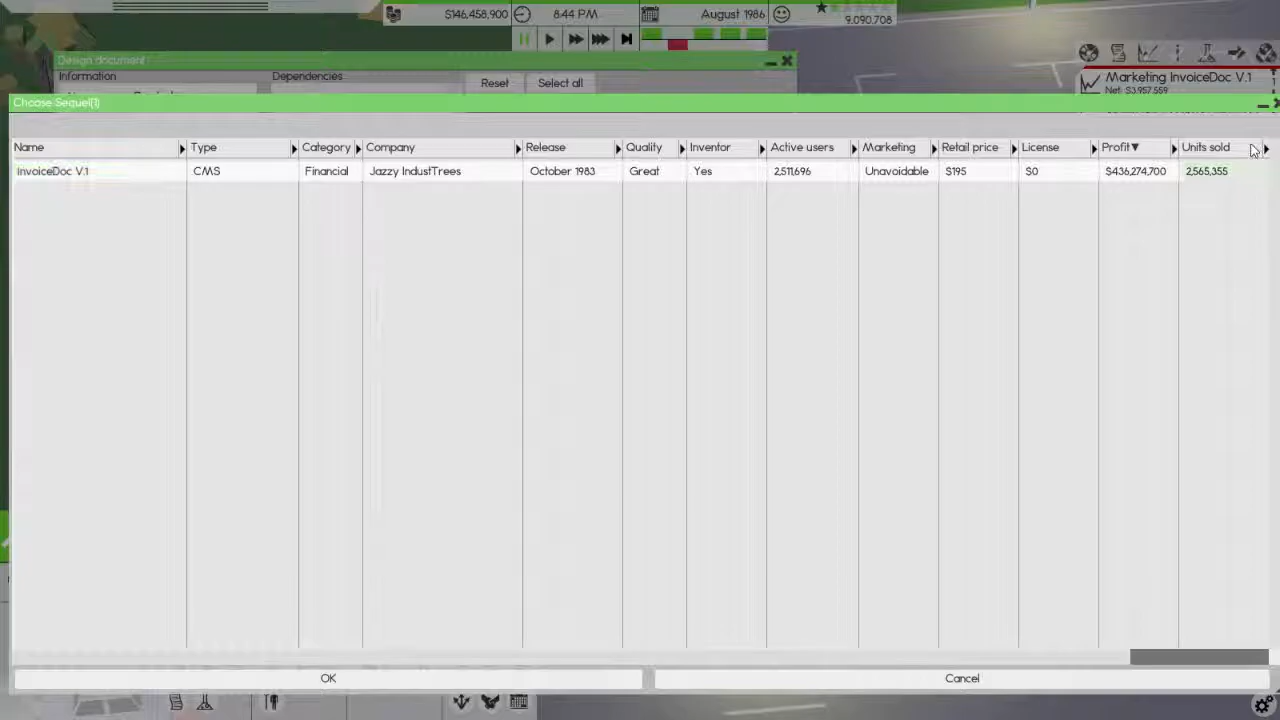 $146,458,900 8:44 PM August 1986 9,090,708
Design document
Information Dependencies Reset Select all
Marketing InvoiceDoc V.1
Net: $3,957,559
Choose Sequel[1]
Name Type Category Company Release Quality Inventor Active users Marketing Retail price License Profit▼ Units sold
InvoiceDoc V.1 CMS Financial Jazzy IndustTrees October 1983 Great Yes 2,511,696 Unavoidable $195 $0 $436,274,700 2,565,355
OK Cancel